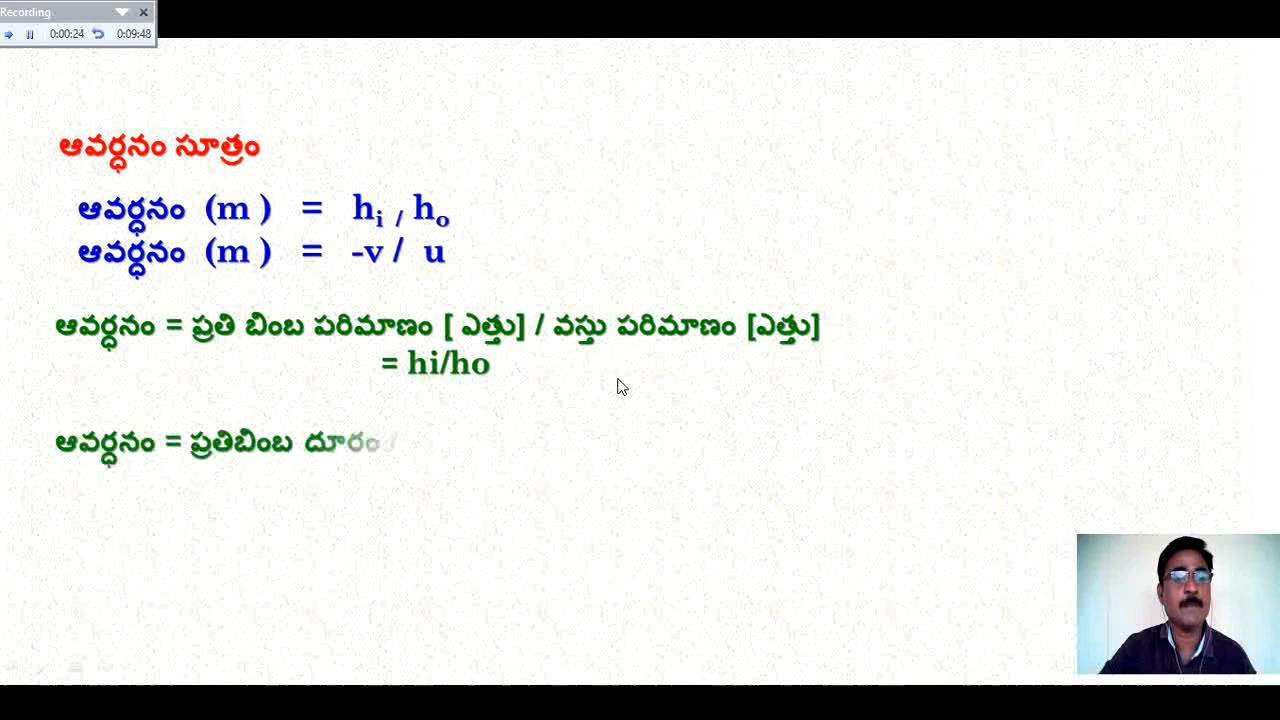 Recording
0:00:24 0:09:48
ఆవర్ధనం సూత్రం
ఆవర్ధనం (m ) = hi / ho
ఆవర్ధనం (m ) = -v / u
ఆవర్ధనం = ప్రతి బింబ పరిమాణం [ ఎత్తు] / వస్తు పరిమాణం [ఎత్తు]
= hi/ho
ఆవర్ధనం = ప్రతిబింబ దూరం /